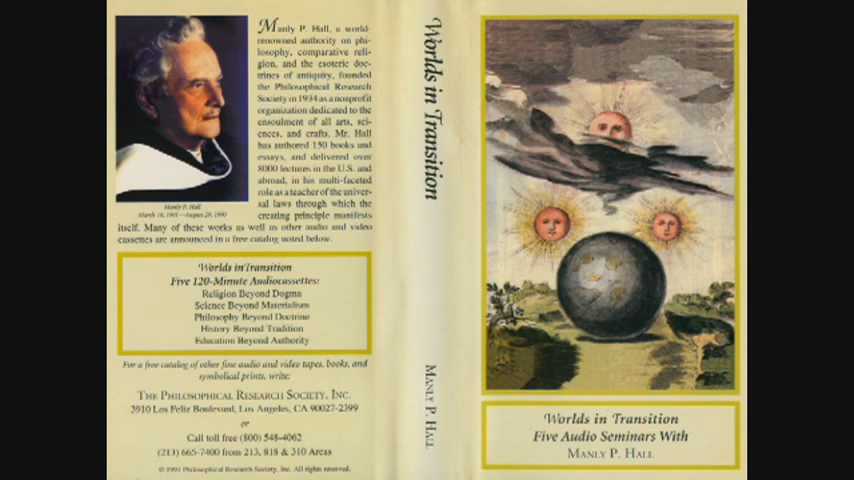 Manly P. Hall, a world-
renowned authority on phi-
losophy, comparative reli-
gion, and the esoteric doc-
trines of antiquity, founded
the Philosophical Research
Society in 1934 as a nonprofit
organization dedicated to the
ensoulment of all arts, sci-
ences, and crafts. Mr. Hall
has authored 150 books and
essays, and delivered over
8000 lectures in the U.S. and
abroad, in his multi-faceted
role as a teacher of the univer-
sal laws through which the
creating principle manifests
itself. Many of these works as well as other audio and video
cassettes are announced in a free catalog noted below.
Manly P. Hall
March 18, 1901—August 29, 1990
Worlds in Transition
Five 120-Minute Audiocassettes:
Religion Beyond Dogma
Science Beyond Materialism
Philosophy Beyond Doctrine
History Beyond Tradition
Education Beyond Authority
For a free catalog of other fine audio and video tapes, books, and
symbolical prints, write:
THE PHILOSOPHICAL RESEARCH SOCIETY, INC.
3910 Los Feliz Boulevard, Los Angeles, CA 90027-2399
or
Call toll free (800) 548-4062
(213) 665-7400 from 213, 818 & 310 Areas
© 1991 Philosophical Research Society, Inc. All rights reserved.
Worlds in Transition
MANLY P. HALL
Worlds in Transition
Five Audio Seminars With
MANLY P. HALL